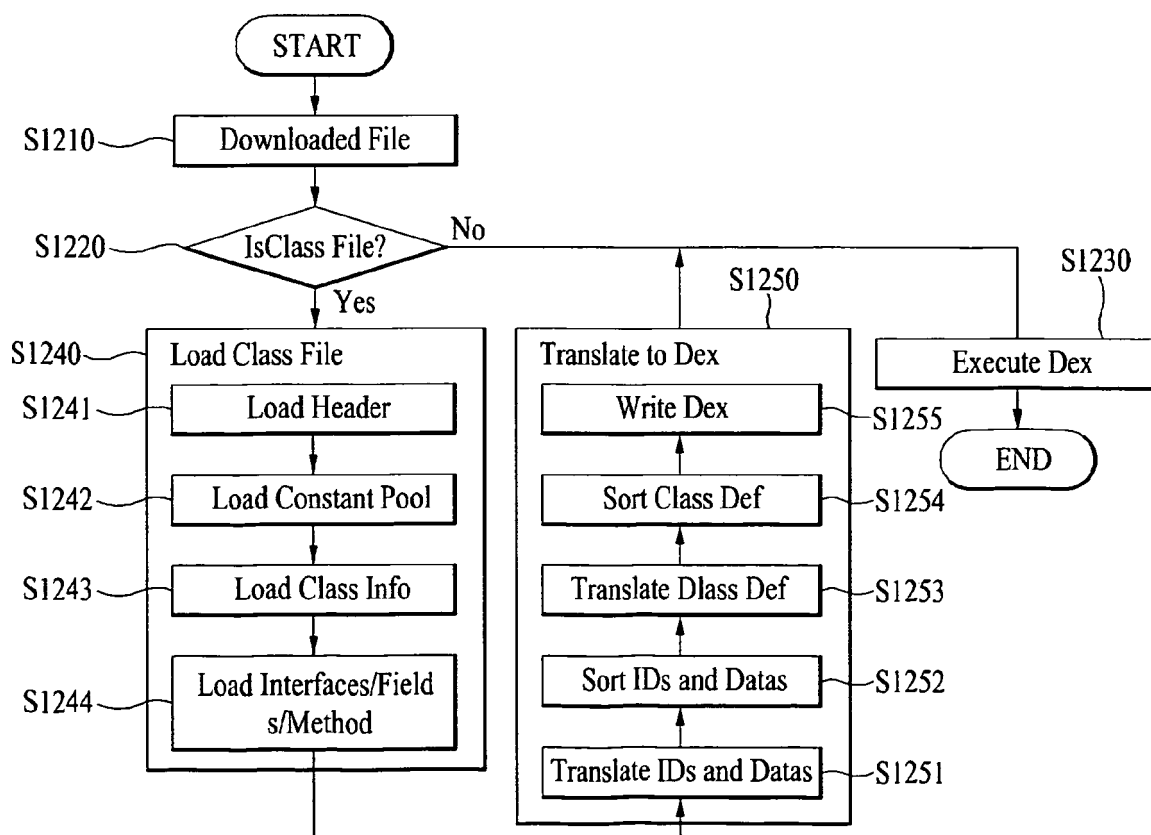 START
S1210
Downloaded File
S1220
IsClass File?
No
Yes
S1240
Load Class File
S1241
Load Header
S1242
Load Constant Pool
S1243
Load Class Info
S1244
Load Interfaces/Field
s/Method
S1250
Translate to Dex
Write Dex
S1255
Sort Class Def
S1254
Translate Dlass Def
S1253
Sort IDs and Datas
S1252
Translate IDs and Datas
S1251
S1230
Execute Dex
END